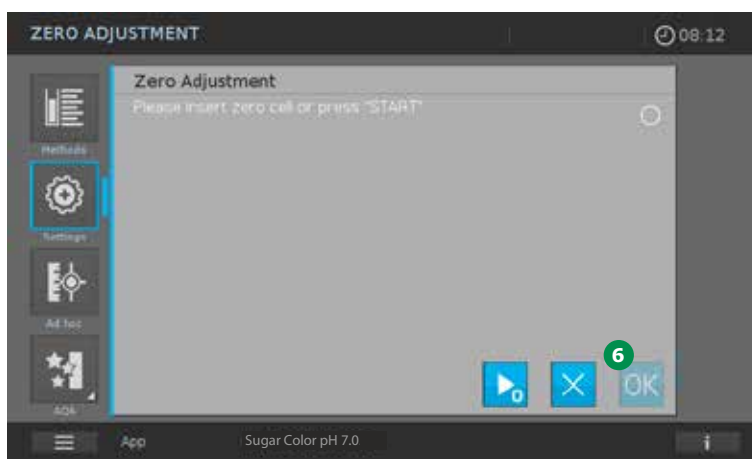 ZERO ADJUSTMENT
08:12
Zero Adjustment
Please insert zero cell or press "START"
Methods
Settings
Ad hoc
AQA
0
6
OK
App
Sugar Color pH 7.0
i